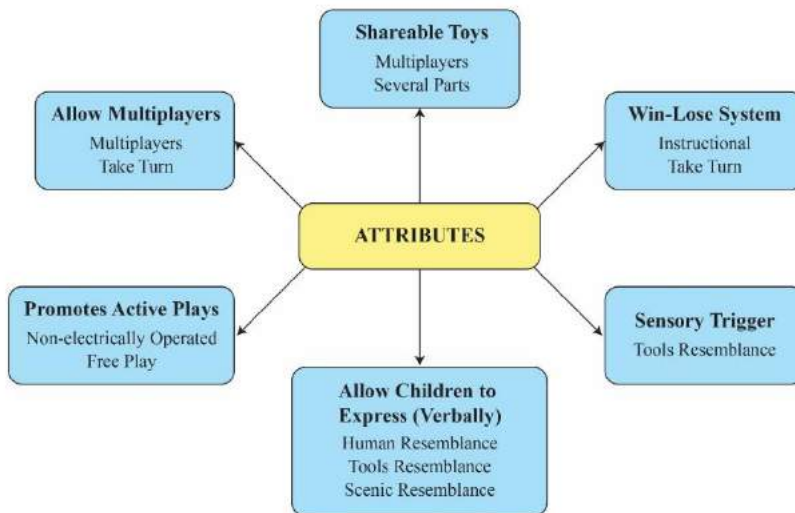 Shareable Toys
Multiplayers
Several Parts
Allow Multiplayers
Multiplayers
Take Turn
Win-Lose System
Instructional
Take Turn
ATTRIBUTES
Promotes Active Plays
Non-electrically Operated
Free Play
Sensory Trigger
Tools Resemblance
Allow Children to
Express (Verbally)
Human Resemblance
Tools Resemblance
Scenic Resemblance